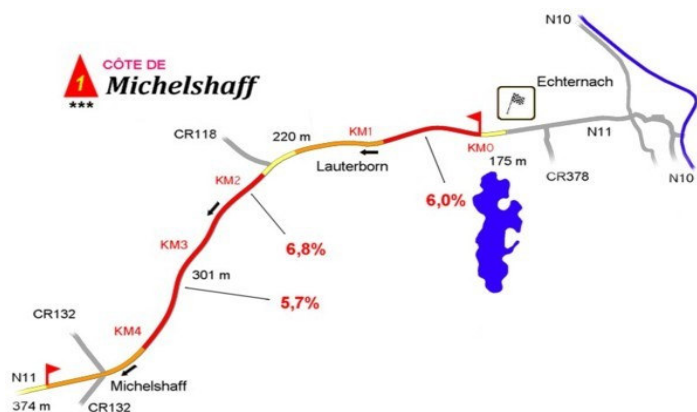 N10
CÔTE DE
1
Michelshaff
***
Echternach
CR118
220 m
KM1
N11
KM0
Lauterborn
175 m
CR378
N10
KM2
6,0%
6,8%
KM3
301 m
5,7%
CR132
KM4
N11
Michelshaff
374 m
CR132